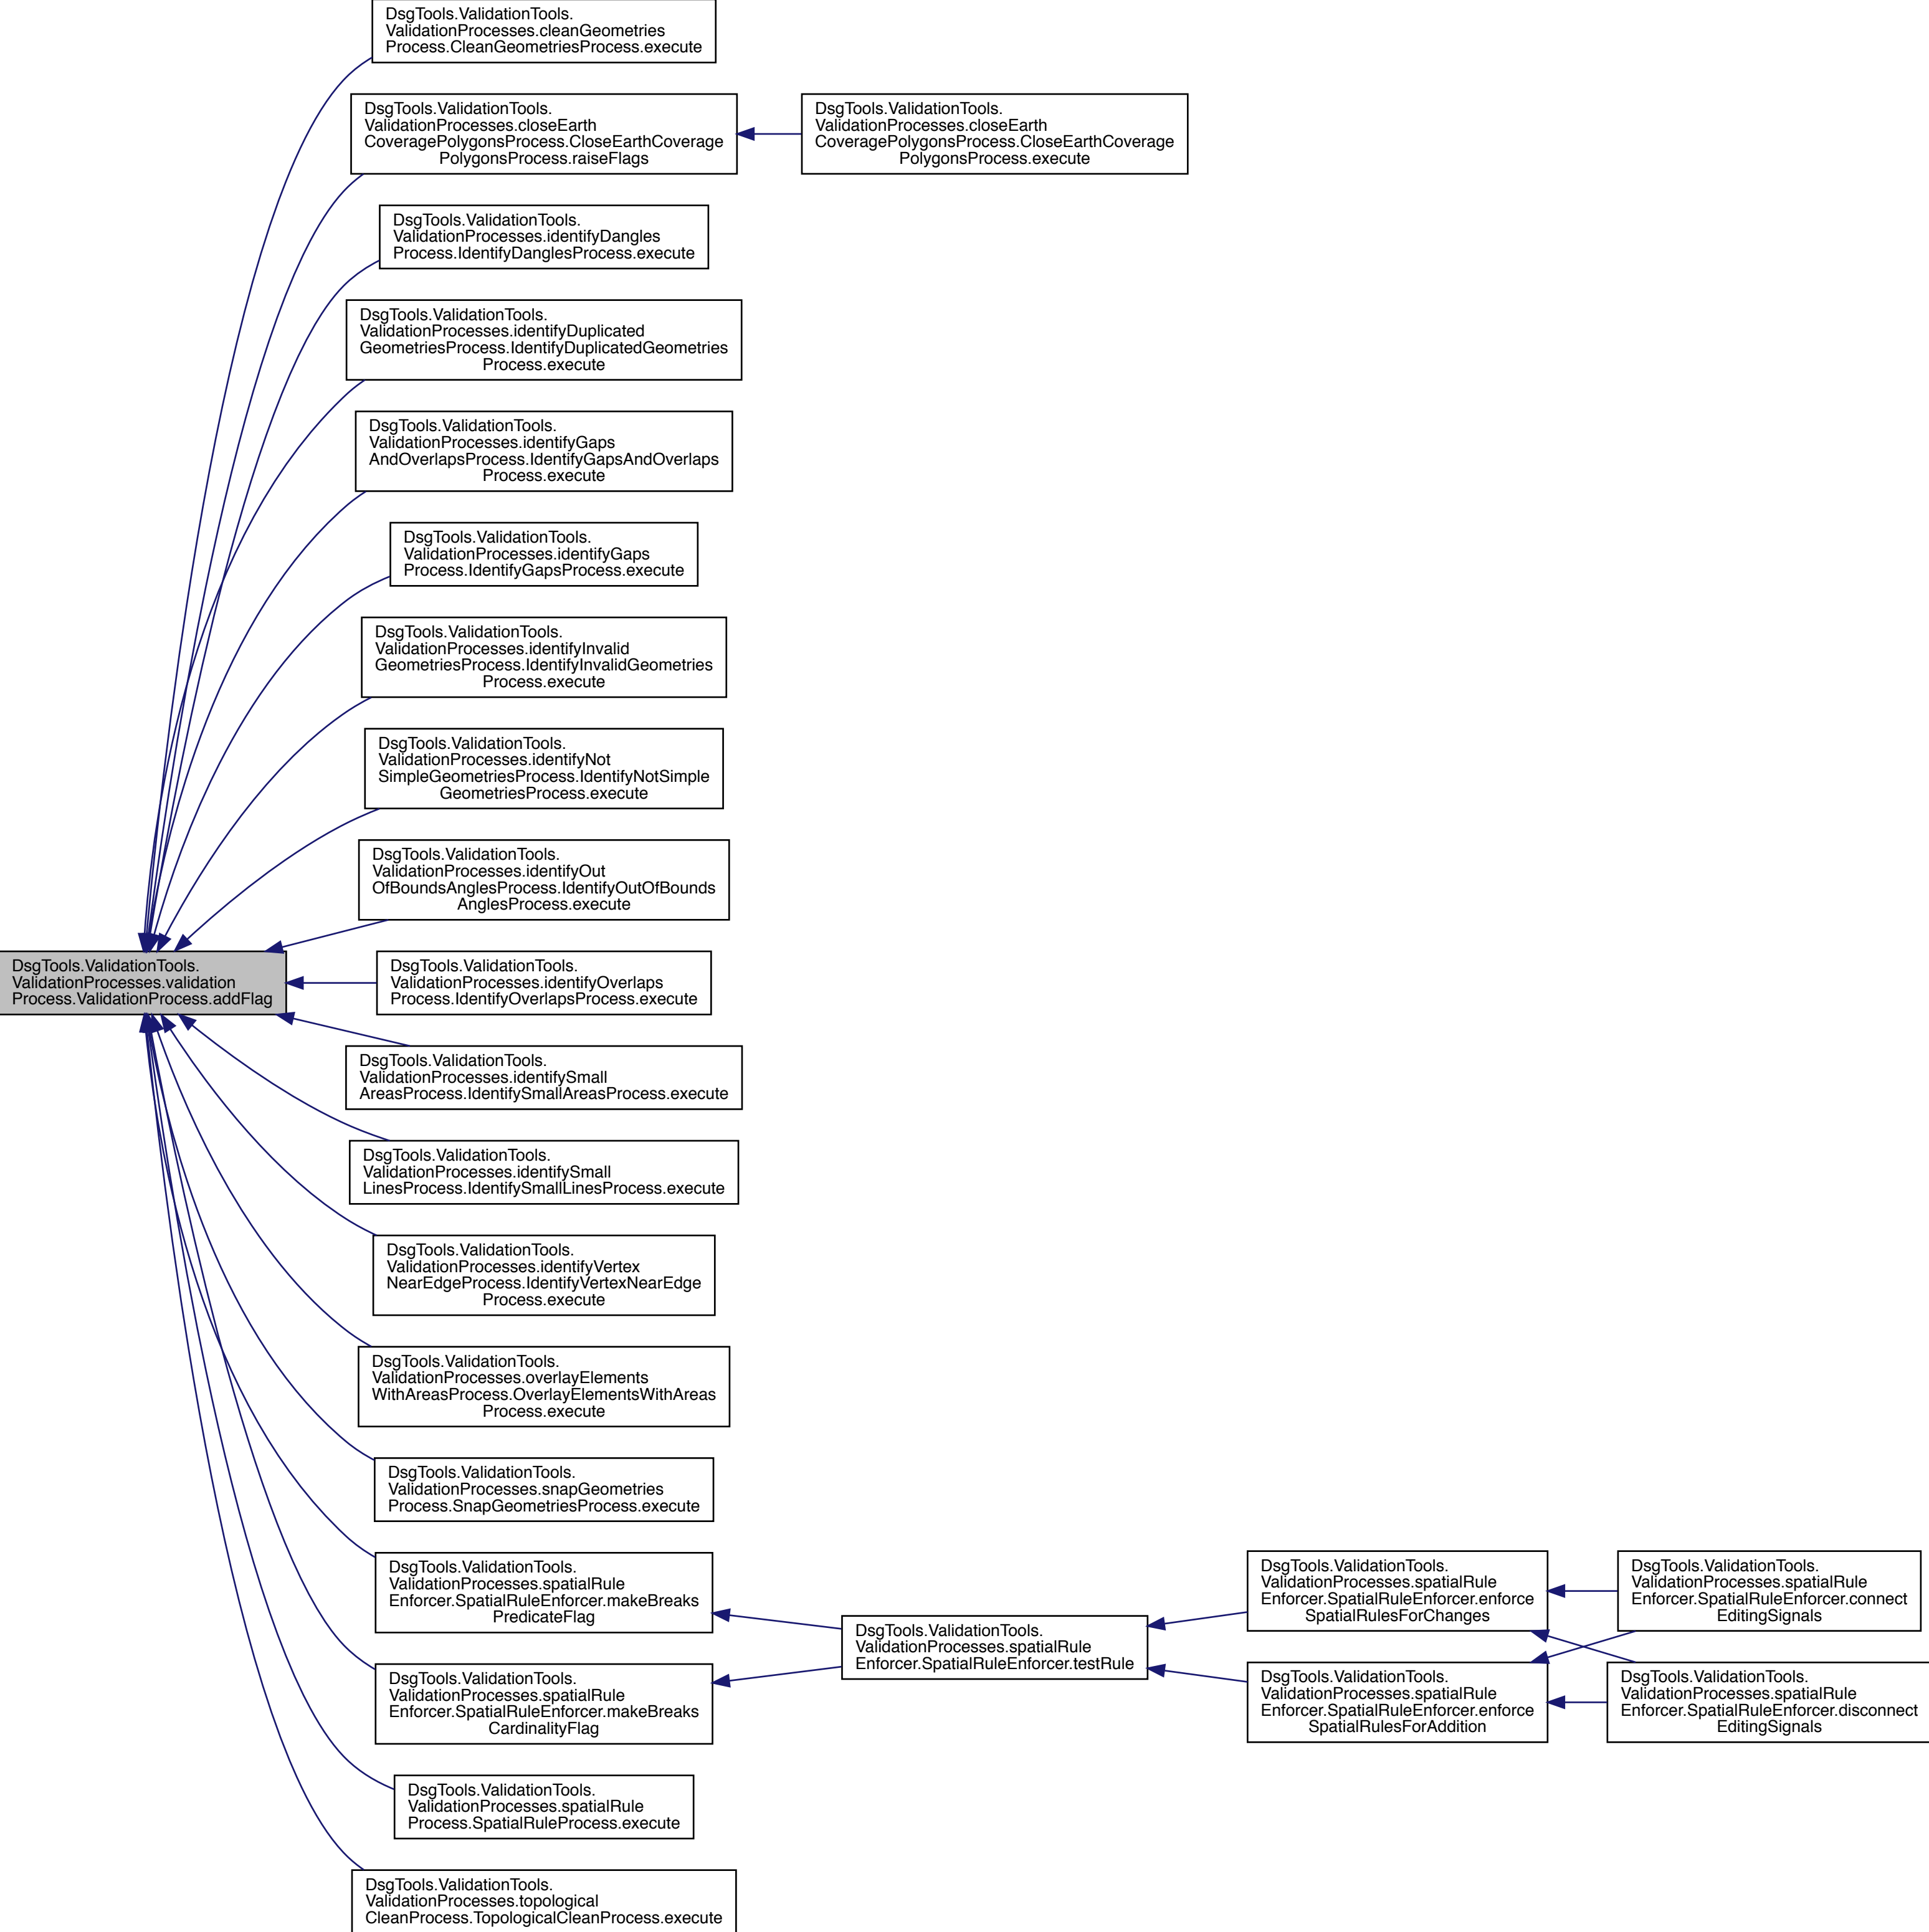 DsgTools.ValidationTools.
ValidationProcesses.cleanGeometries
Process.CleanGeometriesProcess.execute
DsgTools.ValidationTools.
ValidationProcesses.closeEarth
CoveragePolygonsProcess.CloseEarthCoverage
PolygonsProcess.raiseFlags
DsgTools.ValidationTools.
ValidationProcesses.closeEarth
CoveragePolygonsProcess.CloseEarthCoverage
PolygonsProcess.execute
DsgTools.ValidationTools.
ValidationProcesses.identifyDangles
Process.IdentifyDanglesProcess.execute
DsgTools.ValidationTools.
ValidationProcesses.identifyDuplicated
GeometriesProcess.IdentifyDuplicatedGeometries
Process.execute
DsgTools.ValidationTools.
ValidationProcesses.identifyGaps
AndOverlapsProcess.IdentifyGapsAndOverlaps
Process.execute
DsgTools.ValidationTools.
ValidationProcesses.identifyGaps
Process.IdentifyGapsProcess.execute
DsgTools.ValidationTools.
ValidationProcesses.identifyInvalid
GeometriesProcess.IdentifyInvalidGeometries
Process.execute
DsgTools.ValidationTools.
ValidationProcesses.identifyNot
SimpleGeometriesProcess.IdentifyNotSimple
GeometriesProcess.execute
DsgTools.ValidationTools.
ValidationProcesses.identifyOut
OfBoundsAnglesProcess.IdentifyOutOfBounds
AnglesProcess.execute
DsgTools.ValidationTools.
ValidationProcesses.validation
Process.ValidationProcess.addFlag
DsgTools.ValidationTools.
ValidationProcesses.identifyOverlaps
Process.IdentifyOverlapsProcess.execute
DsgTools.ValidationTools.
ValidationProcesses.identifySmall
AreasProcess.IdentifySmallAreasProcess.execute
DsgTools.ValidationTools.
ValidationProcesses.identifySmall
LinesProcess.IdentifySmallLinesProcess.execute
DsgTools.ValidationTools.
ValidationProcesses.identifyVertex
NearEdgeProcess.IdentifyVertexNearEdge
Process.execute
DsgTools.ValidationTools.
ValidationProcesses.overlayElements
WithAreasProcess.OverlayElementsWithAreas
Process.execute
DsgTools.ValidationTools.
ValidationProcesses.snapGeometries
Process.SnapGeometriesProcess.execute
DsgTools.ValidationTools.
ValidationProcesses.spatialRule
Enforcer.SpatialRuleEnforcer.makeBreaks
PredicateFlag
DsgTools.ValidationTools.
ValidationProcesses.spatialRule
Enforcer.SpatialRuleEnforcer.makeBreaks
CardinalityFlag
DsgTools.ValidationTools.
ValidationProcesses.spatialRule
Enforcer.SpatialRuleEnforcer.testRule
DsgTools.ValidationTools.
ValidationProcesses.spatialRule
Enforcer.SpatialRuleEnforcer.enforce
SpatialRulesForChanges
DsgTools.ValidationTools.
ValidationProcesses.spatialRule
Enforcer.SpatialRuleEnforcer.connect
EditingSignals
DsgTools.ValidationTools.
ValidationProcesses.spatialRule
Enforcer.SpatialRuleEnforcer.enforce
SpatialRulesForAddition
DsgTools.ValidationTools.
ValidationProcesses.spatialRule
Enforcer.SpatialRuleEnforcer.disconnect
EditingSignals
DsgTools.ValidationTools.
ValidationProcesses.spatialRule
Process.SpatialRuleProcess.execute
DsgTools.ValidationTools.
ValidationProcesses.topological
CleanProcess.TopologicalCleanProcess.execute